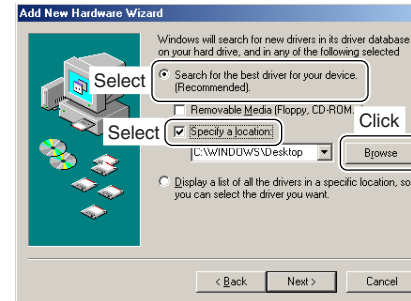 Add New Hardware Wizard
Windows will search for new drivers in its driver database
on your hard drive, and in any of the following selected
Select
Search for the best driver for your device.
(Recommended).
Removable Media (Floppy, CD-ROM
Click
Select
Specify a location:
C:\WINDOWS\Desktop
Browse
Display a list of all the drivers in a specific location, so
you can select the driver you want.
< Back
Next >
Cancel